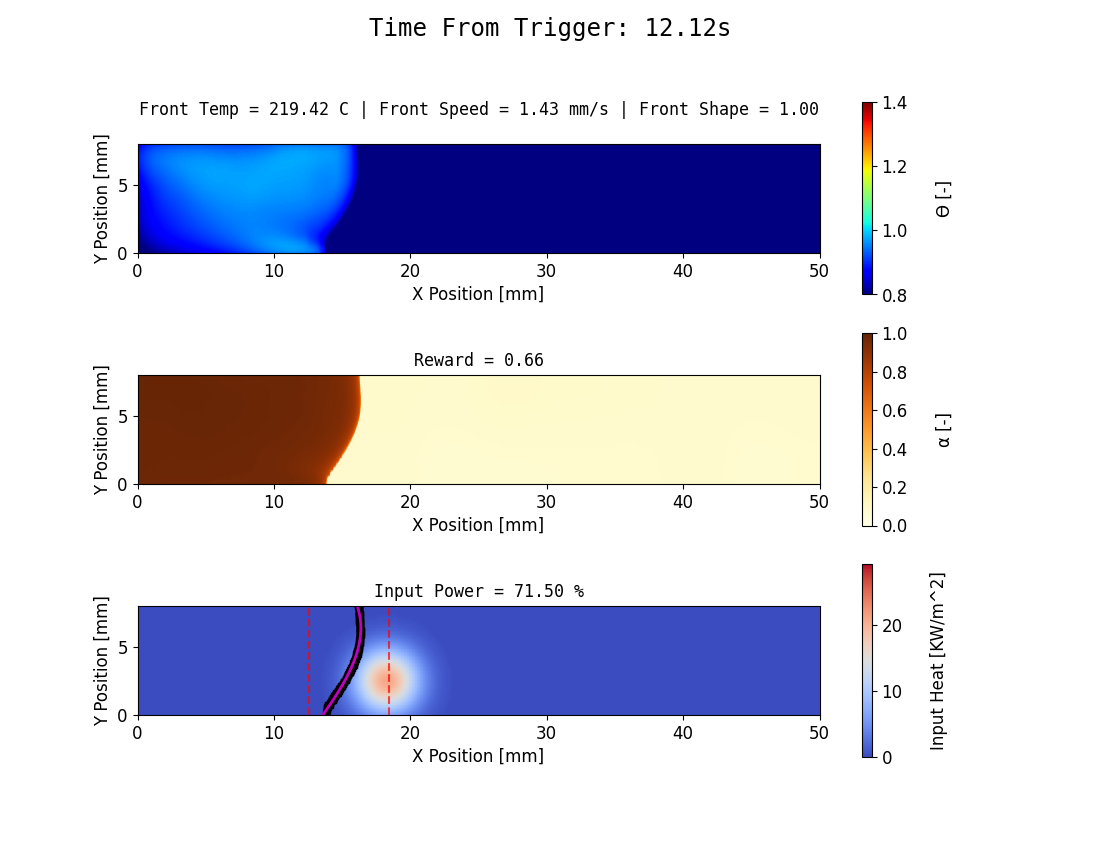 Time From Trigger: 12.12s
Front Temp = 219.42 C | Front Speed = 1.43 mm/s | Front Shape = 1.00
Y Position [mm]
5
0
0 10 20 30 40 50
X Position [mm]
1.4
1.2
1.0
0.8
Θ [-]
Reward = 0.66
Y Position [mm]
5
0
0 10 20 30 40 50
X Position [mm]
1.0
0.8
0.6
0.4
0.2
0.0
α [-]
Input Power = 71.50 %
Y Position [mm]
5
0
0 10 20 30 40 50
X Position [mm]
20
10
0
Input Heat [KW/m^2]